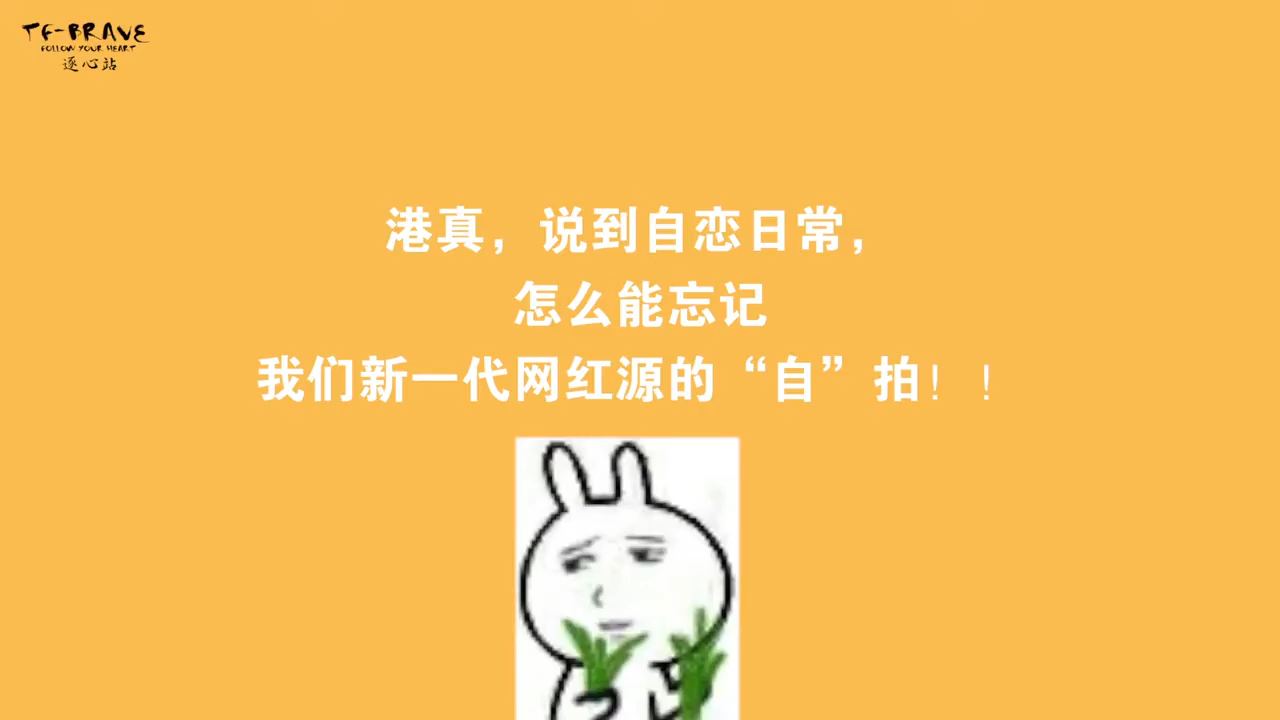 TF-BRAVE
FOLLOW YOUR HEART
逐心站
港真，说到自恋日常，
怎么能忘记
我们新一代网红源的“自”拍！！